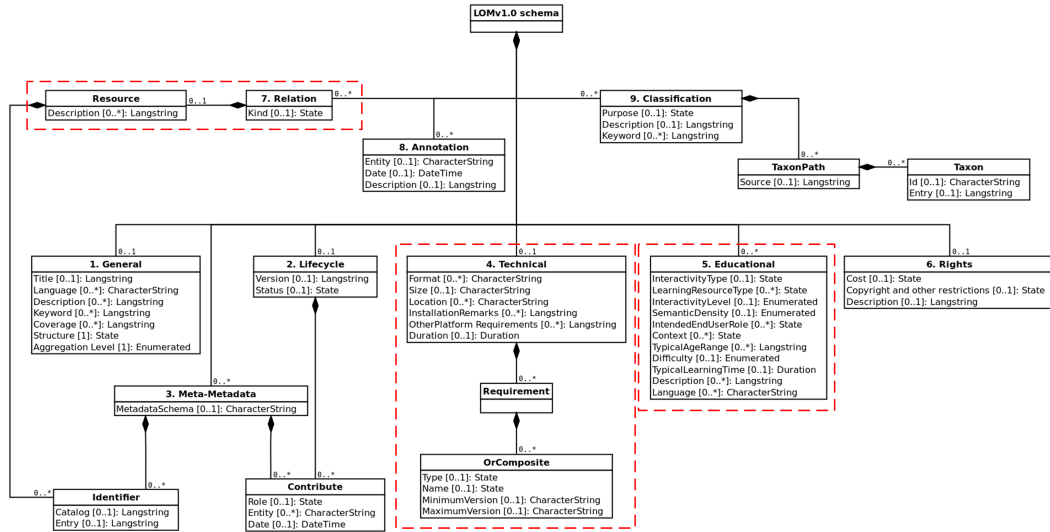 LOMv1.0 schema
Resource
Description [0..*]: Langstring
0..1
7. Relation
Kind [0..1]: State
0..*
0..*
9. Classification
Purpose [0..1]: State
Description [0..1]: Langstring
Keyword [0..*]: Langstring
0..*
8. Annotation
Entity [0..1]: CharacterString
Date [0..1]: DateTime
Description [0..1]: Langstring
0..*
TaxonPath
Source [0..1]: Langstring
0..*
Taxon
Id [0..1]: CharacterString
Entry [0..1]: Langstring
0..1
1. General
Title [0..1]: Langstring
Language [0..*]: CharacterString
Description [0..*]: Langstring
Keyword [0..*]: Langstring
Coverage [0..*]: Langstring
Structure [1]: State
Aggregation Level [1]: Enumerated
0..1
2. Lifecycle
Version [0..1]: Langstring
Status [0..1]: State
0..1
4. Technical
Format [0..*]: CharacterString
Size [0..1]: CharacterString
Location [0..*]: CharacterString
InstallationRemarks [0..*]: Langstring
OtherPlatform Requirements [0..*]: Langstring
Duration [0..1]: Duration
0..*
5. Educational
InteractivityType [0..1]: State
LearningResourceType [0..*]: State
InteractivityLevel [0..1]: Enumerated
SemanticDensity [0..1]: Enumerated
IntendedEndUserRole [0..*]: State
Context [0..*]: State
TypicalAgeRange [0..*]: Langstring
Difficulty [0..1]: Enumerated
TypicalLearningTime [0..1]: Duration
Description [0..*]: Langstring
Language [0..*]: CharacterString
0..1
6. Rights
Cost [0..1]: State
Copyright and other restrictions [0..1]: State
Description [0..1]: Langstring
0..*
3. Meta-Metadata
MetadataSchema [0..1]: CharacterString
0..*
Requirement
0..*
OrComposite
Type [0..1]: State
Name [0..1]: State
MinimumVersion [0..1]: CharacterString
MaximumVersion [0..1]: CharacterString
0..*
0..*
Identifier
Catalog [0..1]: Langstring
Entry [0..1]: Langstring
0..*
0..*
Contribute
Role [0..1]: State
Entity [0..*]: CharacterString
Date [0..1]: DateTime